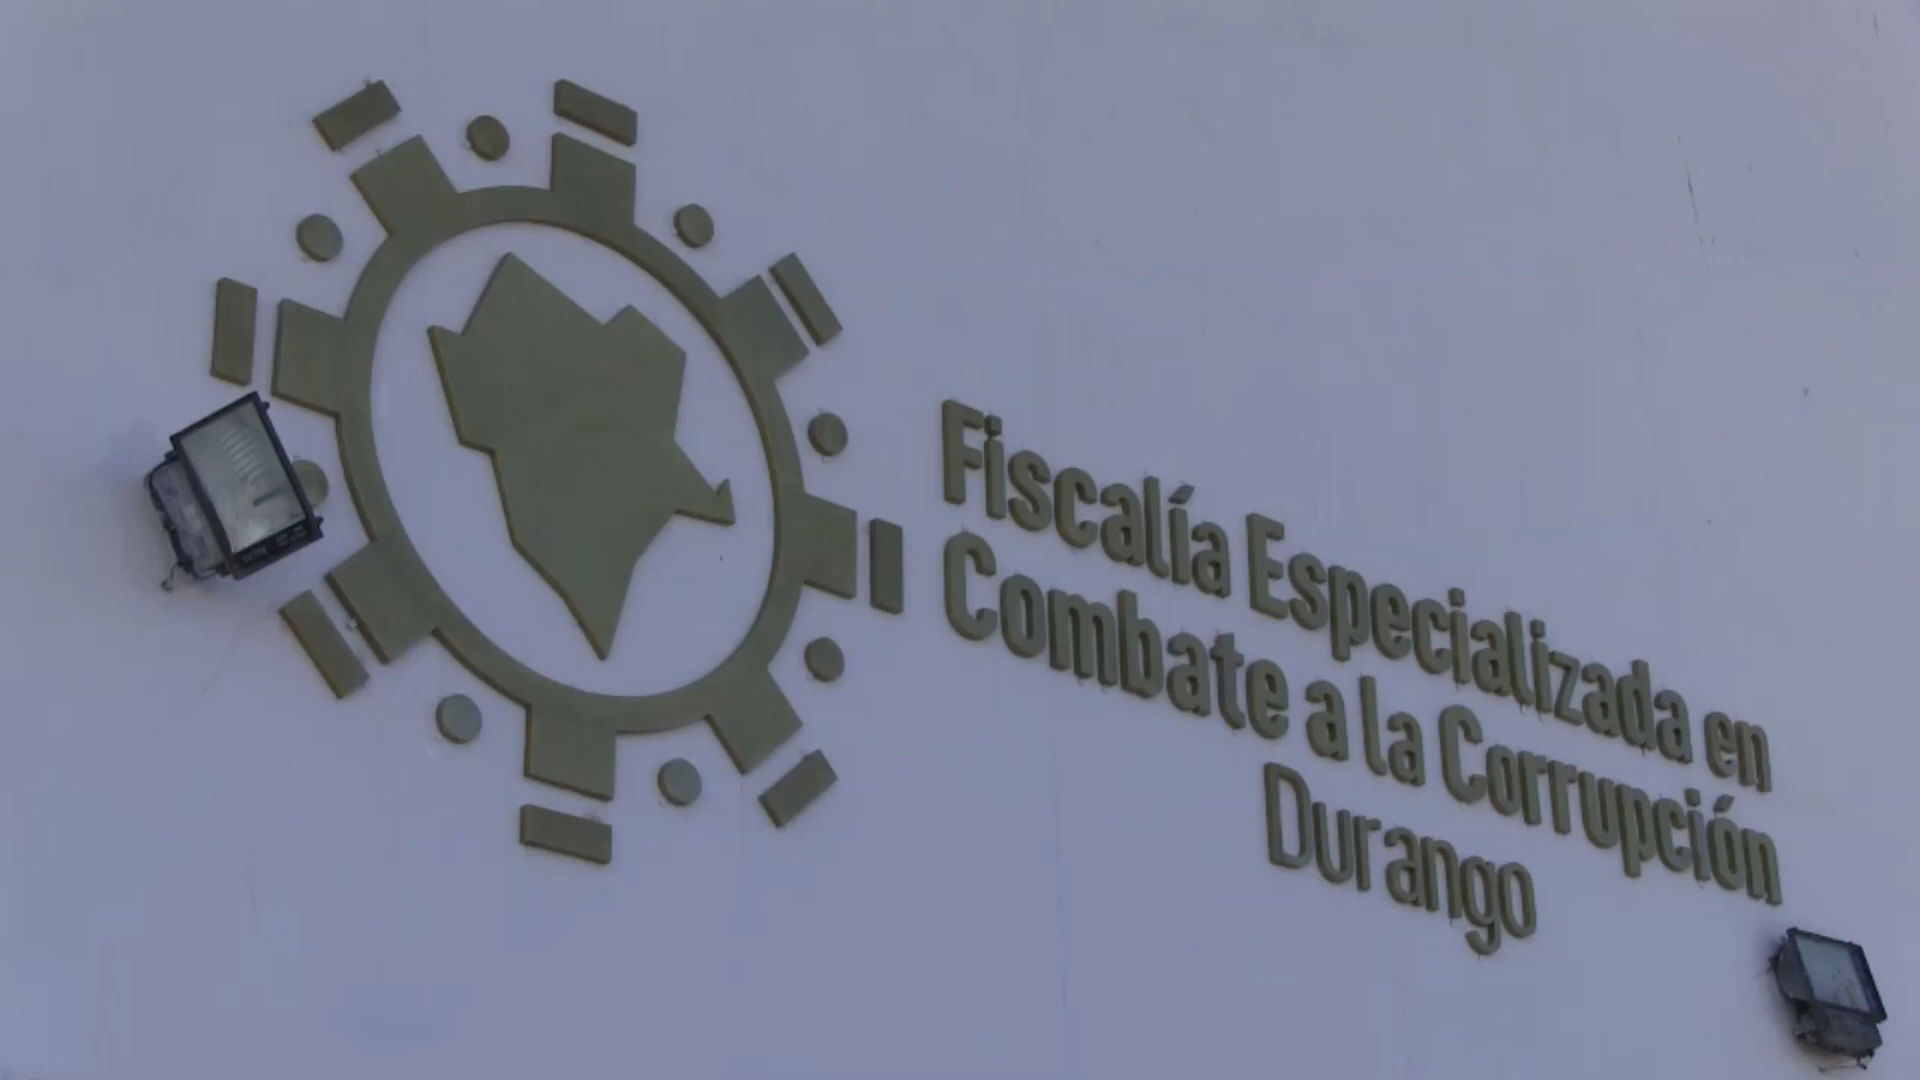 Fiscalía Especializada en
Combate a la Corrupción
Durango